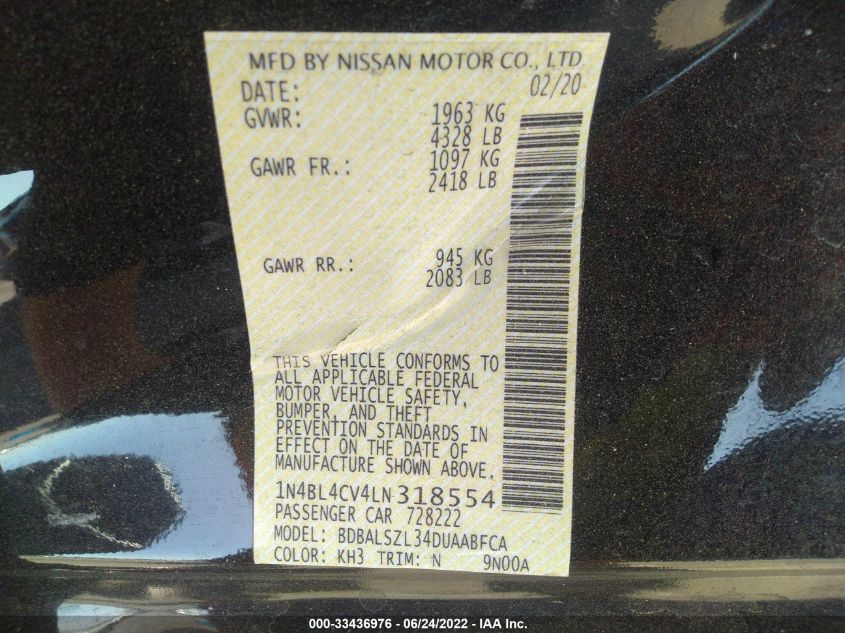 MFD BY NISSAN MOTOR CO., LTD.
DATE: 02/20
GVWR: 1963 KG
4328 LB
GAWR FR.: 1097 KG
2418 LB
GAWR RR.: 945 KG
2083 LB
THIS VEHICLE CONFORMS TO
ALL APPLICABLE FEDERAL
MOTOR VEHICLE SAFETY,
BUMPER, AND THEFT
PREVENTION STANDARDS IN
EFFECT ON THE DATE OF
MANUFACTURE SHOWN ABOVE.
1N4BL4CV4LN318554
PASSENGER CAR 728222
MODEL: BDBALSZL34DUAABFCA
COLOR: KH3 TRIM: N 9N00A
000-33436976 - 06/24/2022 - IAA Inc.